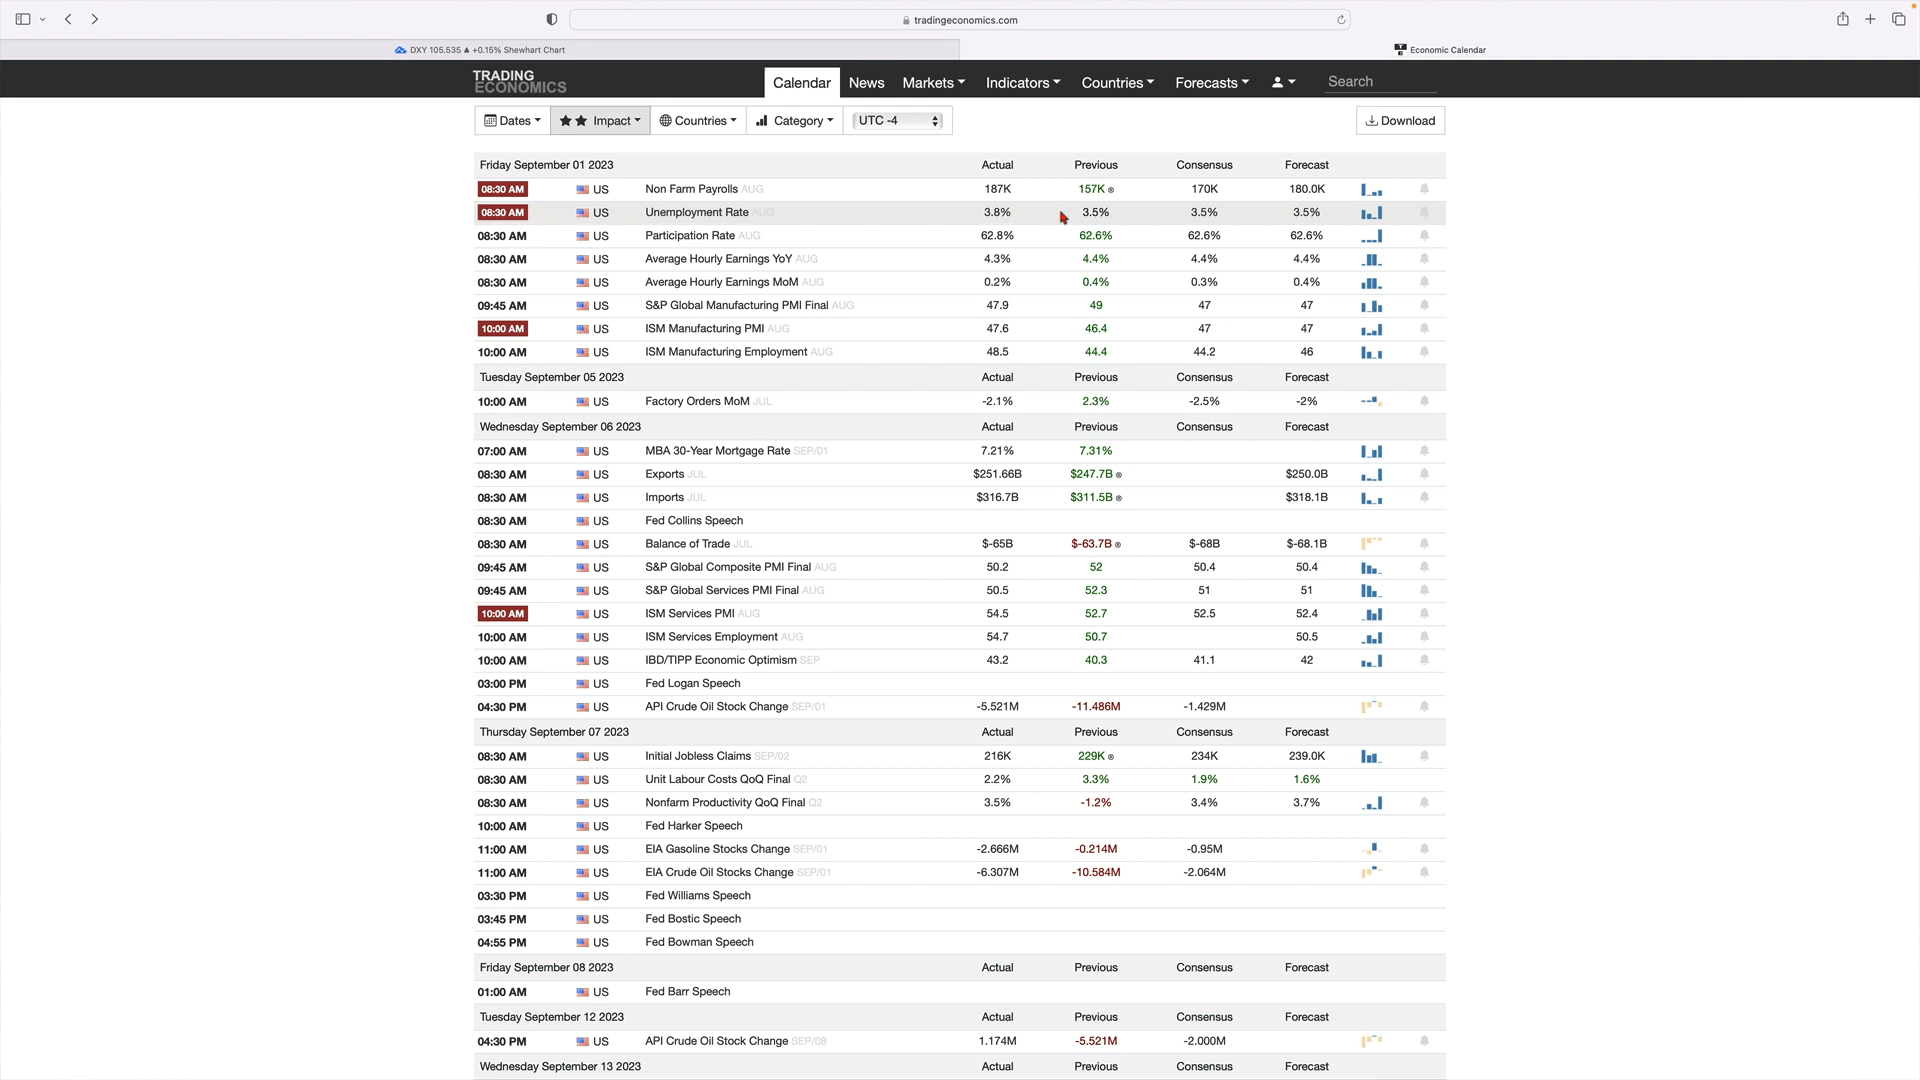 tradingeconomics.com
DXY 105.535 ▲ +0.15% Shewhart Chart
Economic Calendar
TRADING
ECONOMICS
Calendar News Markets Indicators Countries Forecasts Search
Dates Impact Countries Category UTC -4 Download
Friday September 01 2023 Actual Previous Consensus Forecast
08:30 AM US Non Farm Payrolls AUG 187K 157K ® 170K 180.0K
08:30 AM US Unemployment Rate AUG 3.8% 3.5% 3.5% 3.5%
08:30 AM US Participation Rate AUG 62.8% 62.6% 62.6% 62.6%
08:30 AM US Average Hourly Earnings YoY AUG 4.3% 4.4% 4.4% 4.4%
08:30 AM US Average Hourly Earnings MoM AUG 0.2% 0.4% 0.3% 0.4%
09:45 AM US S&P Global Manufacturing PMI Final AUG 47.9 49 47 47
10:00 AM US ISM Manufacturing PMI AUG 47.6 46.4 47 47
10:00 AM US ISM Manufacturing Employment AUG 48.5 44.4 44.2 46
Tuesday September 05 2023 Actual Previous Consensus Forecast
10:00 AM US Factory Orders MoM JUL -2.1% 2.3% -2.5% -2%
Wednesday September 06 2023 Actual Previous Consensus Forecast
07:00 AM US MBA 30-Year Mortgage Rate SEP/01 7.21% 7.31%
08:30 AM US Exports JUL $251.66B $247.7B ® $250.0B
08:30 AM US Imports JUL $316.7B $311.5B ® $318.1B
08:30 AM US Fed Collins Speech
08:30 AM US Balance of Trade JUL $-65B $-63.7B ® $-68B $-68.1B
09:45 AM US S&P Global Composite PMI Final AUG 50.2 52 50.4 50.4
09:45 AM US S&P Global Services PMI Final AUG 50.5 52.3 51 51
10:00 AM US ISM Services PMI AUG 54.5 52.7 52.5 52.4
10:00 AM US ISM Services Employment AUG 54.7 50.7 50.5
10:00 AM US IBD/TIPP Economic Optimism SEP 43.2 40.3 41.1 42
03:00 PM US Fed Logan Speech
04:30 PM US API Crude Oil Stock Change SEP/01 -5.521M -11.486M -1.429M
Thursday September 07 2023 Actual Previous Consensus Forecast
08:30 AM US Initial Jobless Claims SEP/02 216K 229K ® 234K 239.0K
08:30 AM US Unit Labour Costs QoQ Final Q2 2.2% 3.3% 1.9% 1.6%
08:30 AM US Nonfarm Productivity QoQ Final Q2 3.5% -1.2% 3.4% 3.7%
10:00 AM US Fed Harker Speech
11:00 AM US EIA Gasoline Stocks Change SEP/01 -2.666M -0.214M -0.95M
11:00 AM US EIA Crude Oil Stocks Change SEP/01 -6.307M -10.584M -2.064M
03:30 PM US Fed Williams Speech
03:45 PM US Fed Bostic Speech
04:55 PM US Fed Bowman Speech
Friday September 08 2023 Actual Previous Consensus Forecast
01:00 AM US Fed Barr Speech
Tuesday September 12 2023 Actual Previous Consensus Forecast
04:30 PM US API Crude Oil Stock Change SEP/08 1.174M -5.521M -2.000M
Wednesday September 13 2023 Actual Previous Consensus Forecast